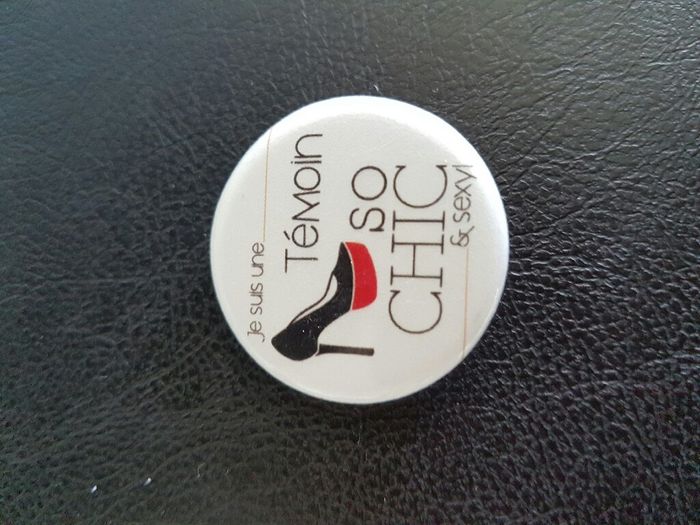 Je suis une...
Témoin
SO
CHIC
& sexy!